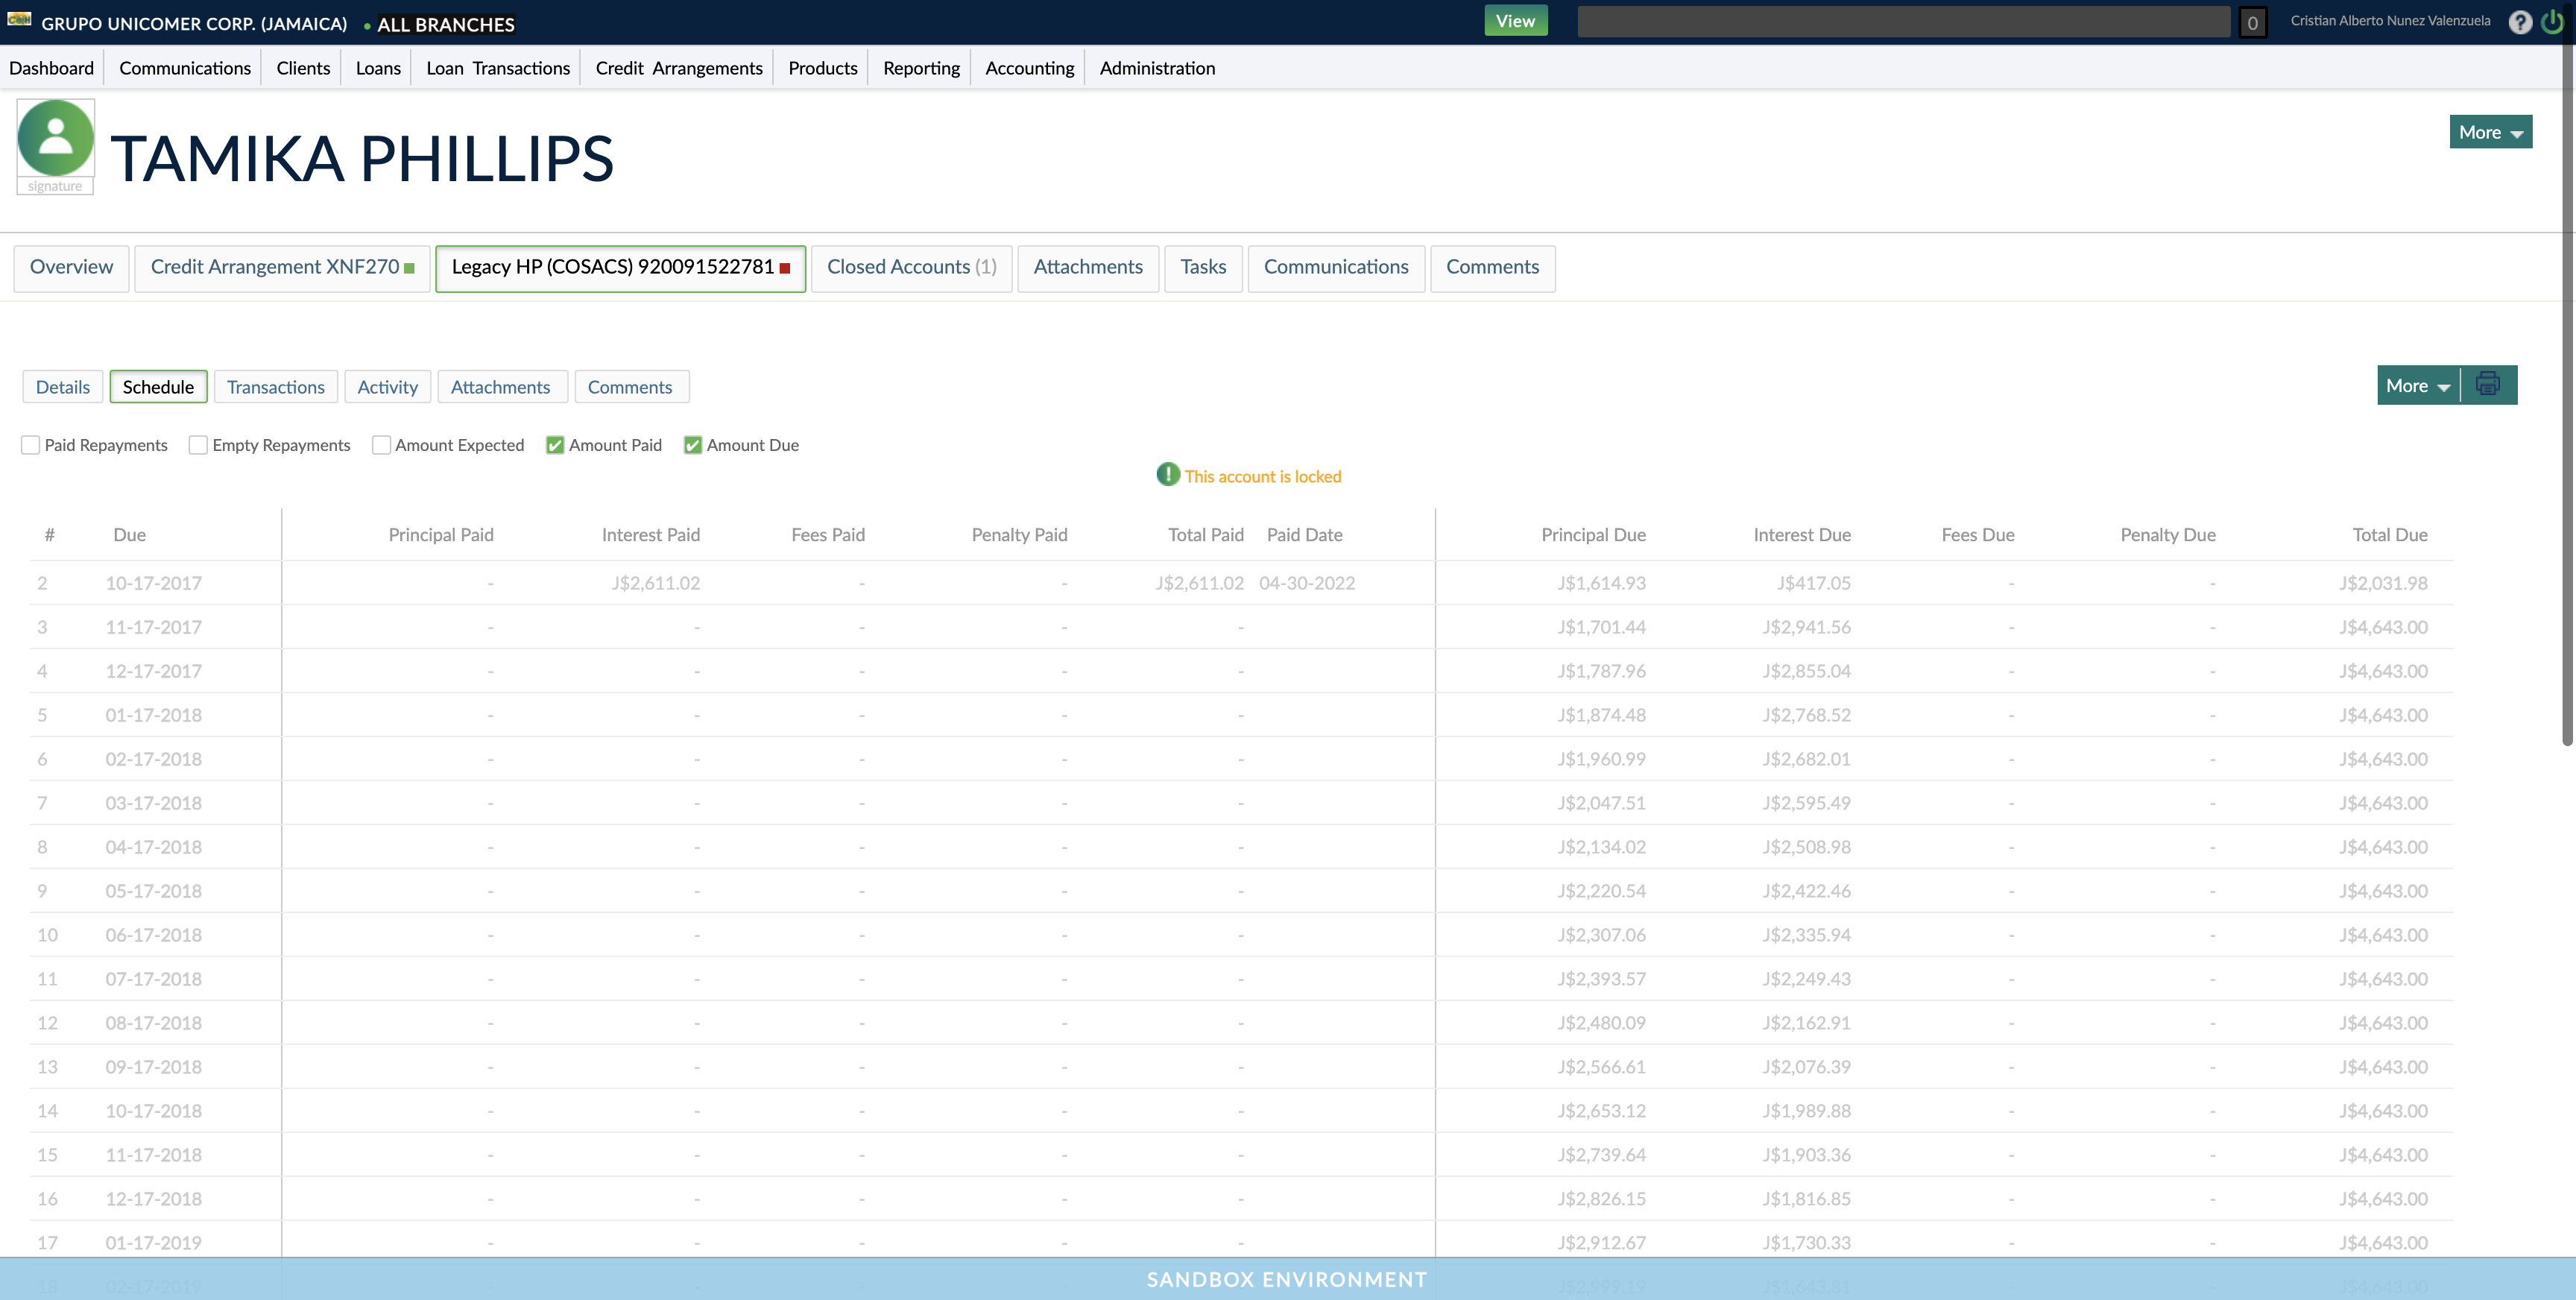 GRUPO UNICOMER CORP. (JAMAICA) • ALL BRANCHES View 0 Cristian Alberto Nunez Valenzuela ?
Dashboard Communications Clients Loans Loan Transactions Credit Arrangements Products Reporting Accounting Administration
TAMIKA PHILLIPS
More
signature
Overview Credit Arrangement XNF270 Legacy HP (COSACS) 920091522781 Closed Accounts (1) Attachments Tasks Communications Comments
Details Schedule Transactions Activity Attachments Comments More
Paid Repayments Empty Repayments Amount Expected Amount Paid Amount Due
This account is locked
# Due Principal Paid Interest Paid Fees Paid Penalty Paid Total Paid Paid Date Principal Due Interest Due Fees Due Penalty Due Total Due
2 10-17-2017 - J$2,611.02 - - J$2,611.02 04-30-2022 J$1,614.93 J$417.05 - - J$2,031.98
3 11-17-2017 - - - - - J$1,701.44 J$2,941.56 - - J$4,643.00
4 12-17-2017 - - - - - J$1,787.96 J$2,855.04 - - J$4,643.00
5 01-17-2018 - - - - - J$1,874.48 J$2,768.52 - - J$4,643.00
6 02-17-2018 - - - - - J$1,960.99 J$2,682.01 - - J$4,643.00
7 03-17-2018 - - - - - J$2,047.51 J$2,595.49 - - J$4,643.00
8 04-17-2018 - - - - - J$2,134.02 J$2,508.98 - - J$4,643.00
9 05-17-2018 - - - - - J$2,220.54 J$2,422.46 - - J$4,643.00
10 06-17-2018 - - - - - J$2,307.06 J$2,335.94 - - J$4,643.00
11 07-17-2018 - - - - - J$2,393.57 J$2,249.43 - - J$4,643.00
12 08-17-2018 - - - - - J$2,480.09 J$2,162.91 - - J$4,643.00
13 09-17-2018 - - - - - J$2,566.61 J$2,076.39 - - J$4,643.00
14 10-17-2018 - - - - - J$2,653.12 J$1,989.88 - - J$4,643.00
15 11-17-2018 - - - - - J$2,739.64 J$1,903.36 - - J$4,643.00
16 12-17-2018 - - - - - J$2,826.15 J$1,816.85 - - J$4,643.00
17 01-17-2019 - - - - - J$2,912.67 J$1,730.33 - - J$4,643.00
18 02-17-2019 J$2,999.19 J$1,643.81 J$4,643.00
SANDBOX ENVIRONMENT